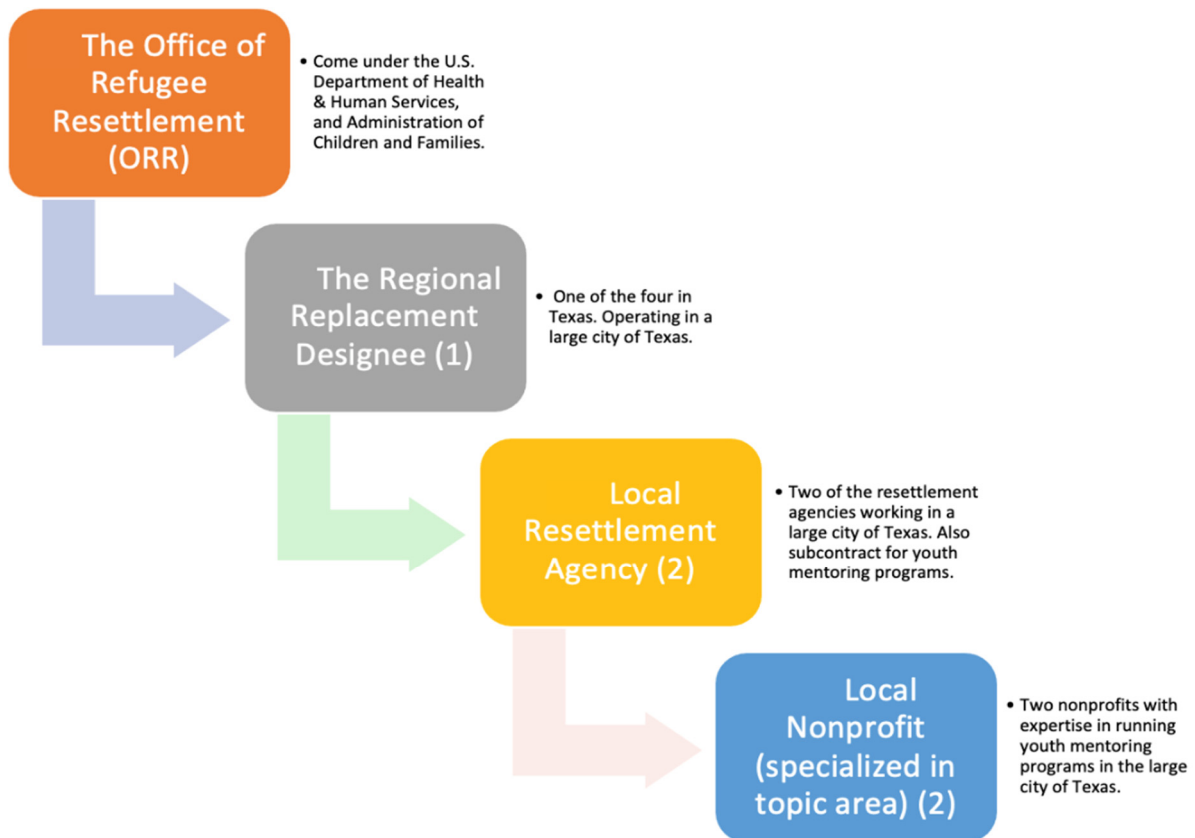 The Office of
Refugee
Resettlement
(ORR)
• Come under the U.S.
Department of Health
& Human Services,
and Administration of
Children and Families.
The Regional
Replacement
Designee (1)
• One of the four in
Texas. Operating in a
large city of Texas.
Local
Resettlement
Agency (2)
• Two of the resettlement
agencies working in a
large city of Texas. Also
subcontract for youth
mentoring programs.
Local
Nonprofit
(specialized in
topic area) (2)
• Two nonprofits with
expertise in running
youth mentoring
programs in the large
city of Texas.